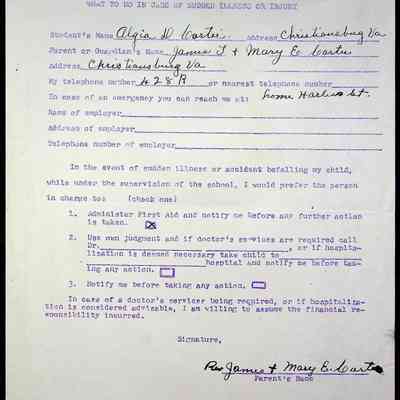 WHAT TO DO IN CASE OF SUDDEN ILLNESS OR INJURY
Student's Name Algia D Carter address Christiansburg Va
Parent or Guardian's Name James T & Mary E. Carter
Address Christiansburg Va
My telephone number 428R or nearest telephone number
In case of an emergency you can reach me at: home Harless St.
Name of employer
Address of employer
Telephone number of employer
In the event of sudden illness or accident befalling my child,
while under the supervision of the school, I would prefer the person
in charge to: (check one)
1. Administer First Aid and notify me before any further action
is taken.
2. Use own judgment and if doctor's services are required call
Dr. , or if hospita-
lization is deemed necessary take child to
hospital and notify me before tak-
ing any action.
3. Notify me before taking any action.
In case of a doctor's services being required, or if hospitaliza-
tion is considered advisable, I am willing to assume the financial re-
sponsibility incurred.
Signature,
Rev James & Mary E. Carter
Parent's Name